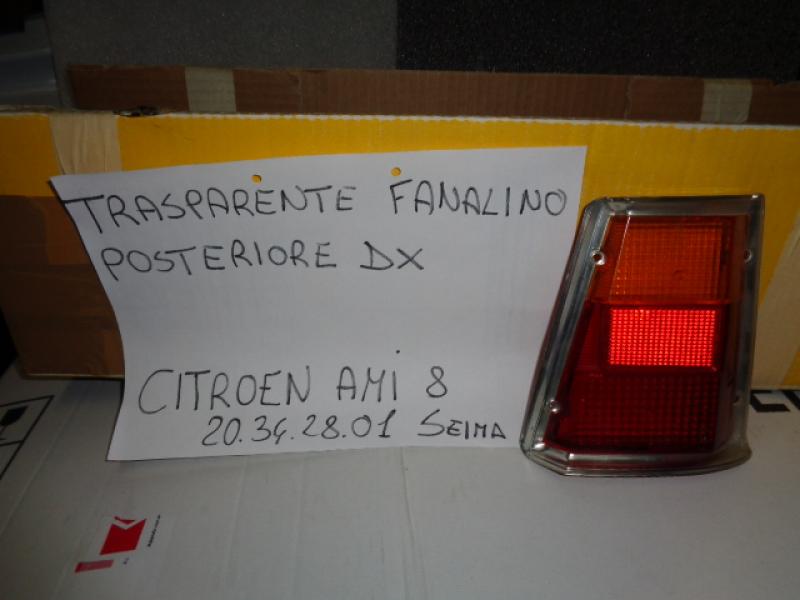 TRASPARENTE FANALINO
POSTERIORE DX
CITROEN AMI 8
20.34.28.01 SEIMA